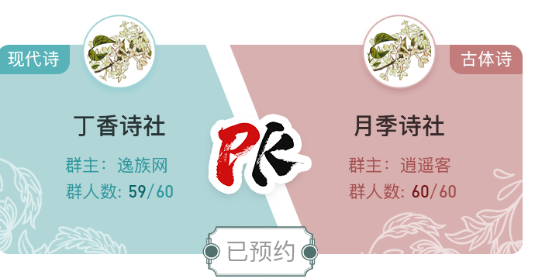 现代诗
古体诗
丁香诗社
月季诗社
PK
群主：逸族网
群主：逍遥客
群人数: 59/60
群人数: 60/60
已预约